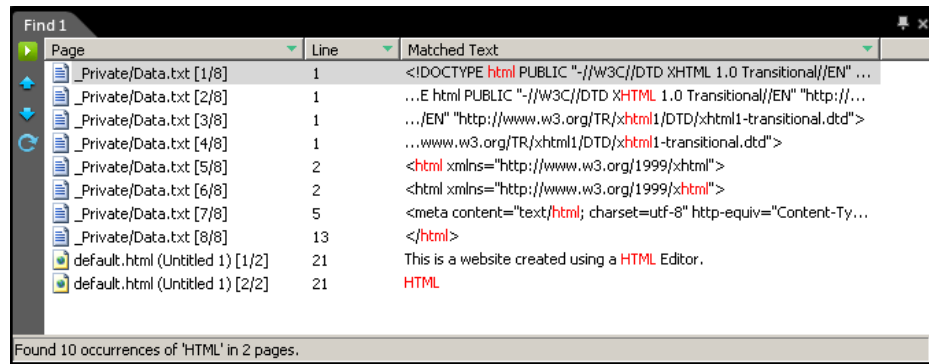 Find 1
Page Line Matched Text
_Private/Data.txt [1/8] 1 <!DOCTYPE html PUBLIC "-//W3C//DTD XHTML 1.0 Transitional//EN" ...
_Private/Data.txt [2/8] 1 ...E html PUBLIC "-//W3C//DTD XHTML 1.0 Transitional//EN" "http://...
_Private/Data.txt [3/8] 1 .../EN" "http://www.w3.org/TR/xhtml1/DTD/xhtml1-transitional.dtd">
_Private/Data.txt [4/8] 1 ...www.w3.org/TR/xhtml1/DTD/xhtml1-transitional.dtd">
_Private/Data.txt [5/8] 2 <html xmlns="http://www.w3.org/1999/xhtml">
_Private/Data.txt [6/8] 2 <html xmlns="http://www.w3.org/1999/xhtml">
_Private/Data.txt [7/8] 5 <meta content="text/html; charset=utf-8" http-equiv="Content-Ty...
_Private/Data.txt [8/8] 13 </html>
default.html (Untitled 1) [1/2] 21 This is a website created using a HTML Editor.
default.html (Untitled 1) [2/2] 21 HTML
Found 10 occurrences of 'HTML' in 2 pages.